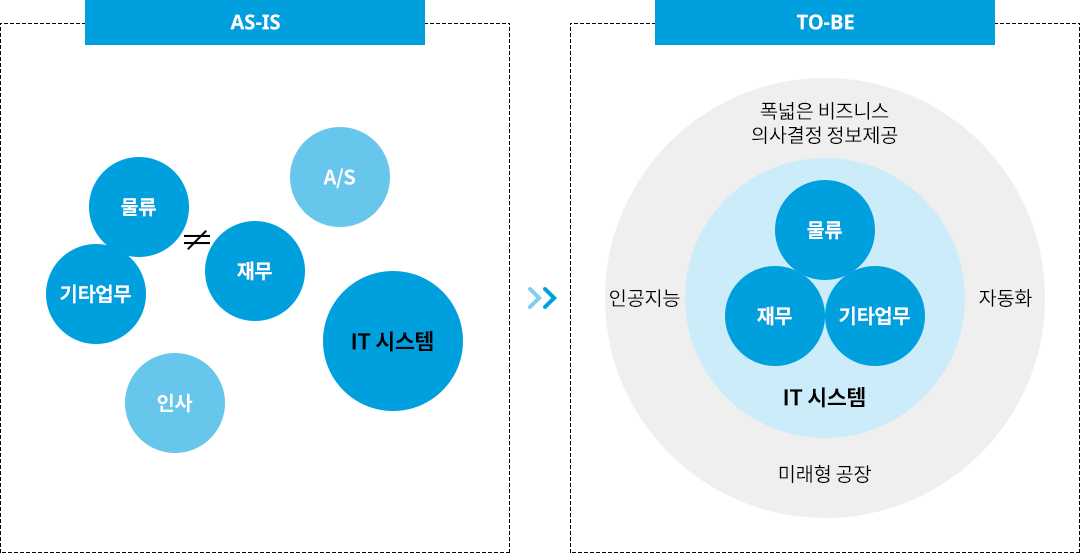 AS-IS
A/S
물류
≠
재무
기타업무
IT 시스템
인사
TO-BE
폭넓은 비즈니스
의사결정 정보제공
물류
인공지능
자동화
재무
기타업무
IT 시스템
미래형 공장